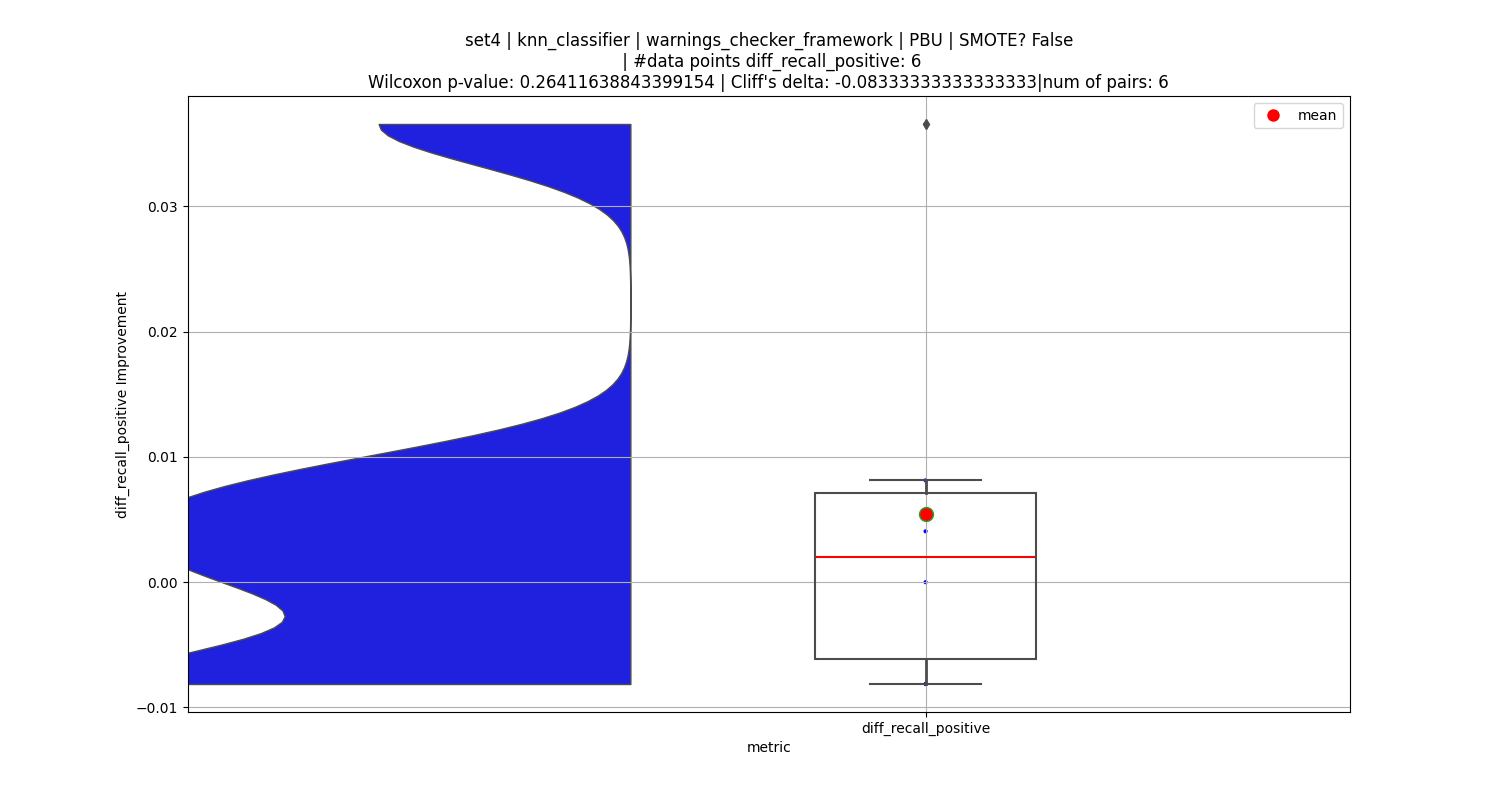 set4 | knn_classifier | warnings_checker_framework | PBU | SMOTE? False
| #data points diff_recall_positive: 6
Wilcoxon p-value: 0.26411638843399154 | Cliff's delta: -0.08333333333333333|num of pairs: 6
mean
0.03
0.02
0.01
0.00
−0.01
diff_recall_positive Improvement
diff_recall_positive
metric